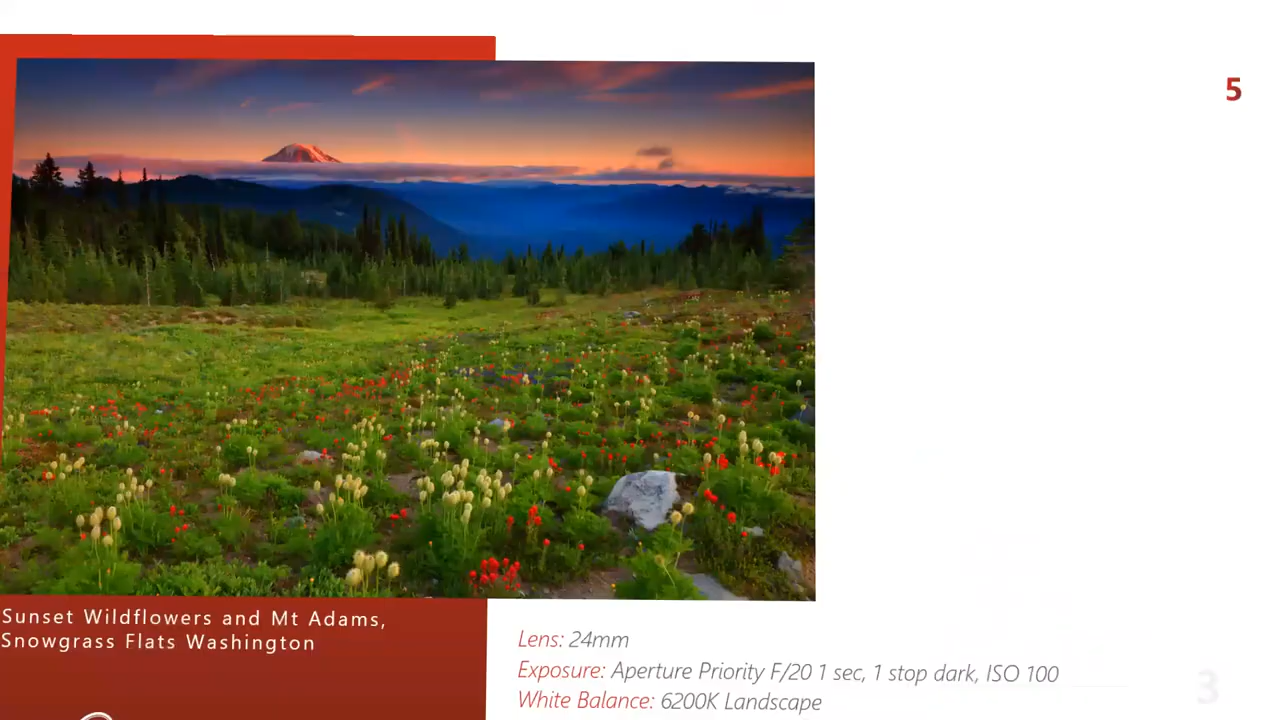 5
Sunset Wildflowers and Mt Adams,
Snowgrass Flats Washington
Lens: 24mm
Exposure: Aperture Priority F/20 1 sec, 1 stop dark, ISO 100
White Balance: 6200K Landscape
3